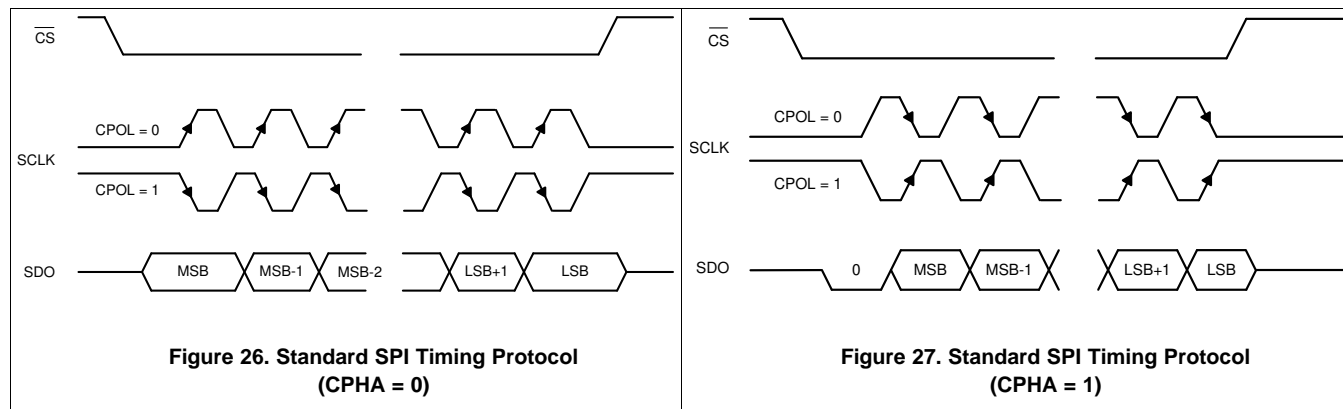 C̅S̅
CPOL = 0
SCLK
CPOL = 1
SDO
MSB
MSB-1
MSB-2
LSB+1
LSB
Figure 26. Standard SPI Timing Protocol
(CPHA = 0)
C̅S̅
CPOL = 0
SCLK
CPOL = 1
SDO
0
MSB
MSB-1
LSB+1
LSB
Figure 27. Standard SPI Timing Protocol
(CPHA = 1)